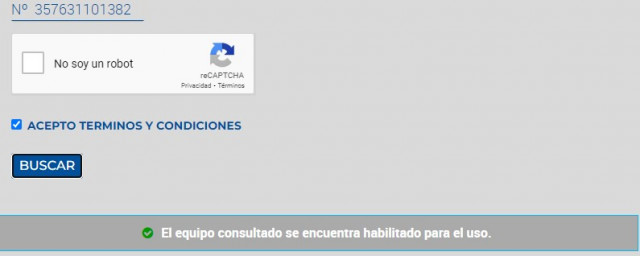 Nº 357631101382
No soy un robot
reCAPTCHA
Privacidad • Términos
ACEPTO TERMINOS Y CONDICIONES
BUSCAR
El equipo consultado se encuentra habilitado para el uso.